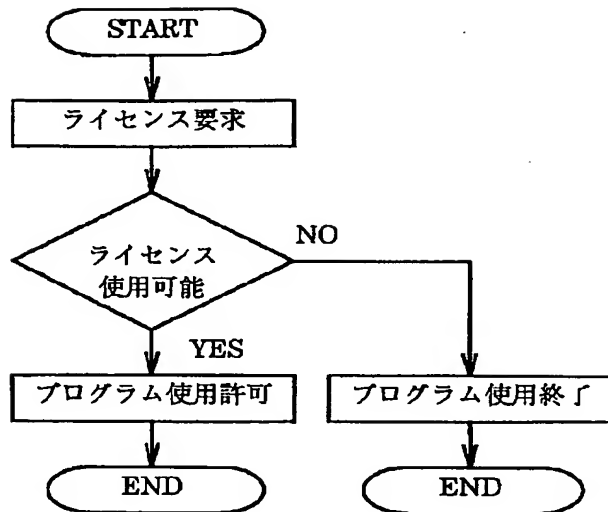 START
ライセンス要求
ライセンス
使用可能
NO
YES
プログラム使用許可
プログラム使用終了
END
END